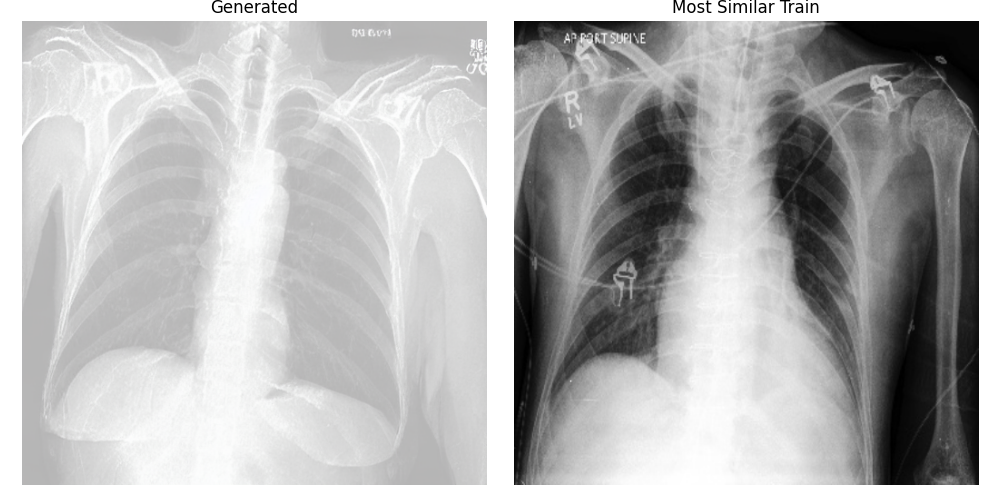 Generated
Most Similar Train
AP PORT SUPINE
R
LV